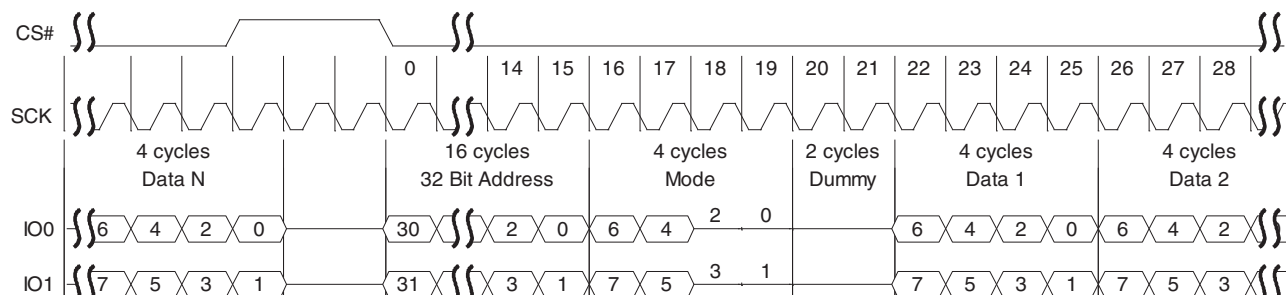 CS#
0 14 15 16 17 18 19 20 21 22 23 24 25 26 27 28
SCK
4 cycles 16 cycles 4 cycles 2 cycles 4 cycles 4 cycles
Data N 32 Bit Address Mode Dummy Data 1 Data 2
IO0 6 4 2 0 30 2 0 6 4 2 0 6 4 2 0 6 4 2
IO1 7 5 3 1 31 3 1 7 5 3 1 7 5 3 1 7 5 3